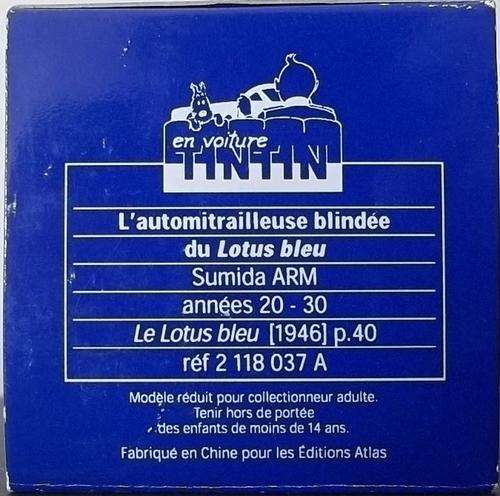 en voiture
TINTIN
L'automitrailleuse blindée
du Lotus bleu
Sumida ARM
années 20 - 30
Le Lotus bleu [1946] p.40
réf 2 118 037 A
Modèle réduit pour collectionneur adulte.
Tenir hors de portée
des enfants de moins de 14 ans.
Fabriqué en Chine pour les Éditions Atlas